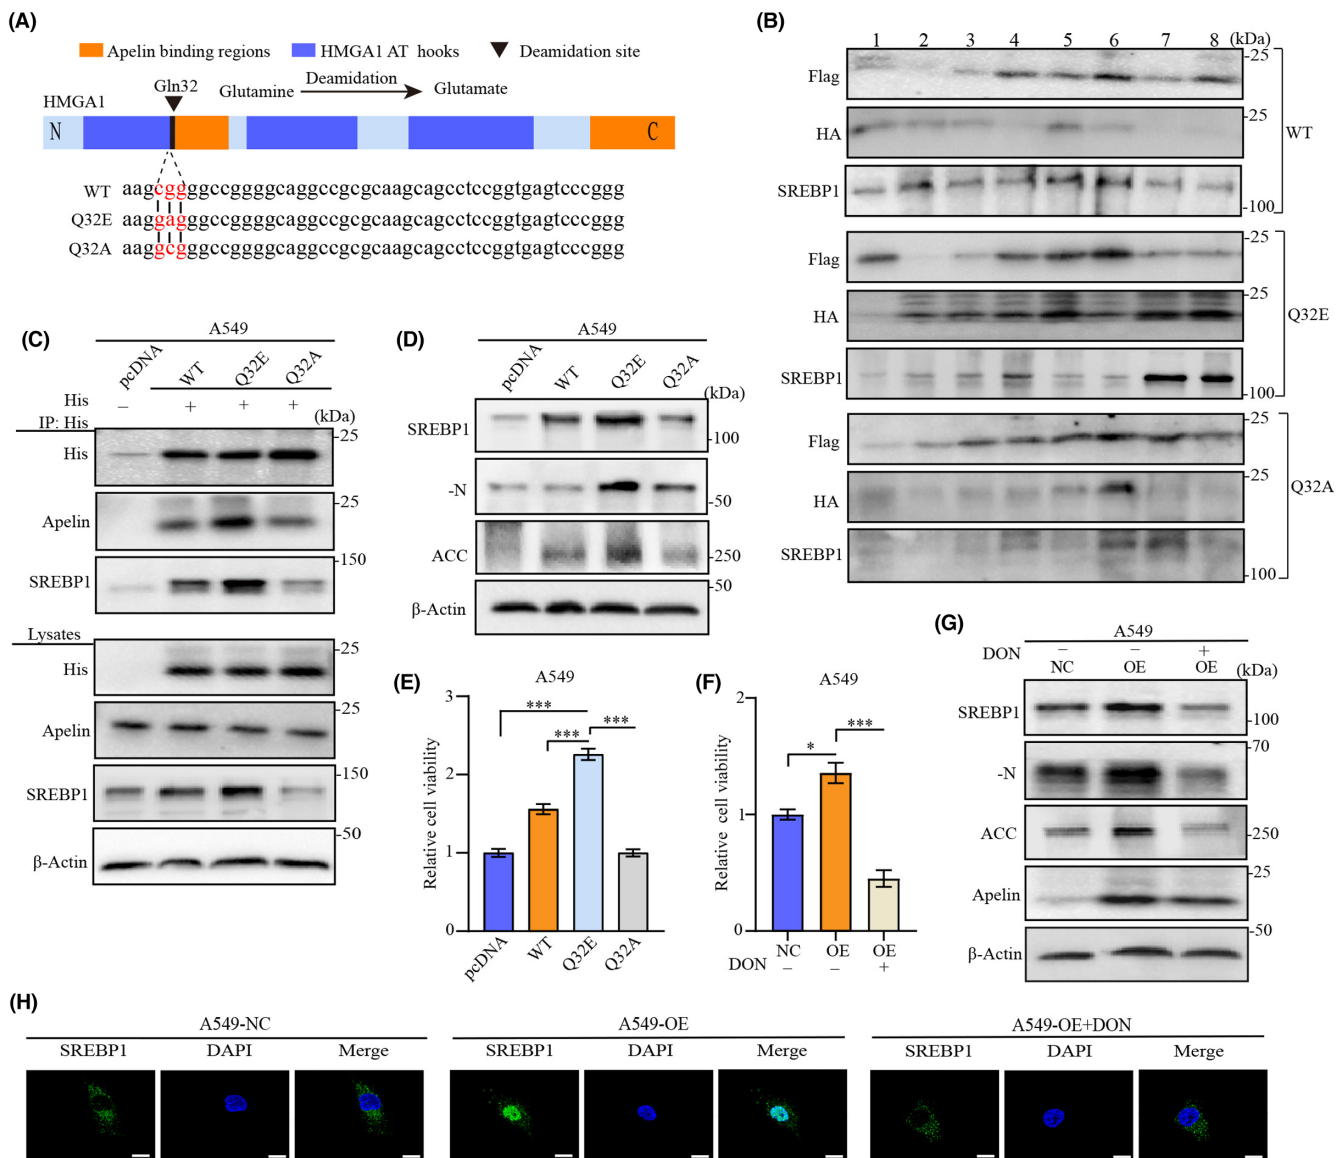 (A)
Apelin binding regions HMGA1 AT hooks Deamidation site
Gln32 Glutamine Deamidation Glutamate
HMGA1
N C
WT aagcggggccggggcaggccgcgcaagcagcctccggtgagtcccggg
Q32E aaggagggccggggcaggccgcgcaagcagcctccggtgagtcccggg
Q32A aaggcgggccggggcaggccgcgcaagcagcctccggtgagtcccggg
(B)
1 2 3 4 5 6 7 8 (kDa)
Flag -25
HA -25 WT
SREBP1 -100
Flag -25
HA -25 Q32E
SREBP1 -100
Flag -25
HA -25 Q32A
SREBP1 -100
(C)
A549
pcDNA WT Q32E Q32A
His – + + +
IP: His (kDa)
His -25
Apelin -25
SREBP1 -150
Lysates
His -25
Apelin -25
SREBP1 -150
β-Actin -50
(D)
A549
pcDNA WT Q32E Q32A (kDa)
SREBP1 -100
-N -50
ACC -250
β-Actin -50
(E)
A549
Relative cell viability
3
2
1
0
*** *** ***
pcDNA WT Q32E Q32A
(F)
A549
Relative cell viability
2
1
0
* ***
NC OE OE
DON – – +
(G)
A549
DON – – +
NC OE OE (kDa)
SREBP1 -100
-N -70
ACC -250
Apelin -25
β-Actin -50
(H)
A549-NC A549-OE A549-OE+DON
SREBP1 DAPI Merge SREBP1 DAPI Merge SREBP1 DAPI Merge